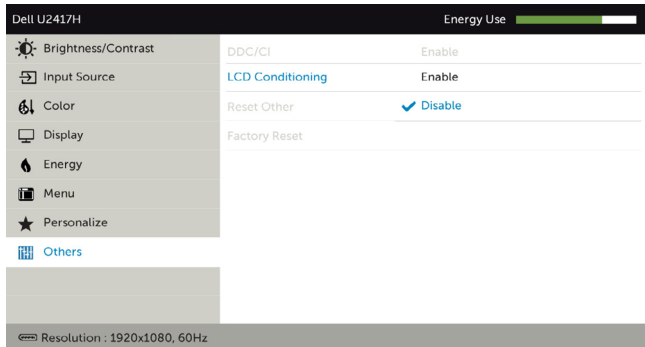 Dell U2417H Energy Use
Brightness/Contrast DDC/CI Enable
Input Source LCD Conditioning Enable
Color Reset Other Disable
Display Factory Reset
Energy
Menu
Personalize
Others
Resolution : 1920x1080, 60Hz